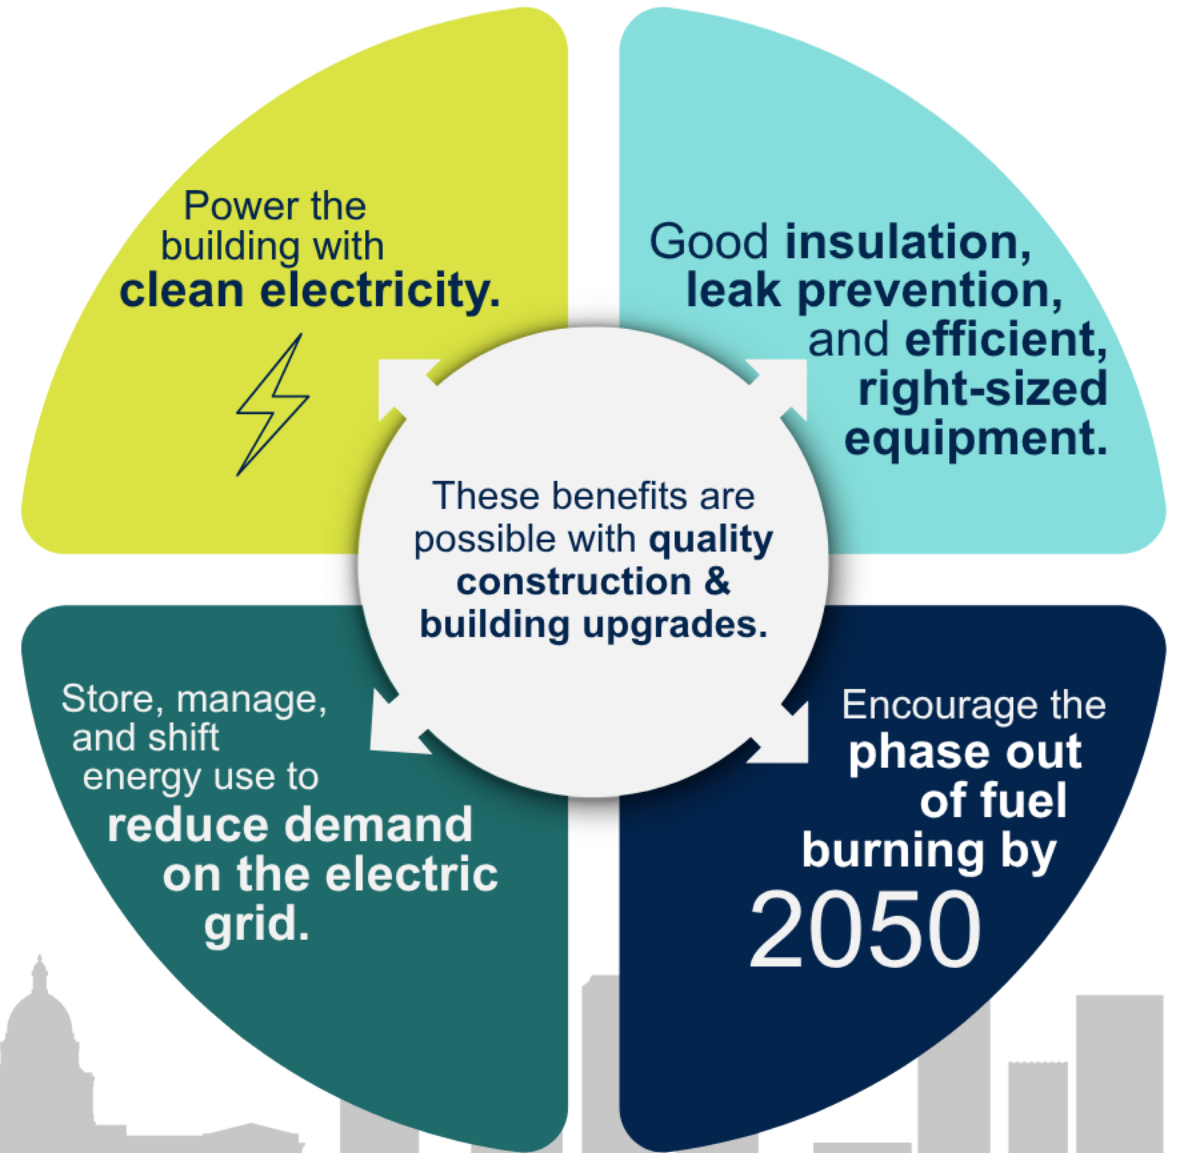 Power the
building with
clean electricity.
Good insulation,
leak prevention,
and efficient,
right-sized
equipment.
These benefits are
possible with quality
construction &
building upgrades.
Store, manage,
and shift
energy use to
reduce demand
on the electric
grid.
Encourage the
phase out
of fuel
burning by
2050